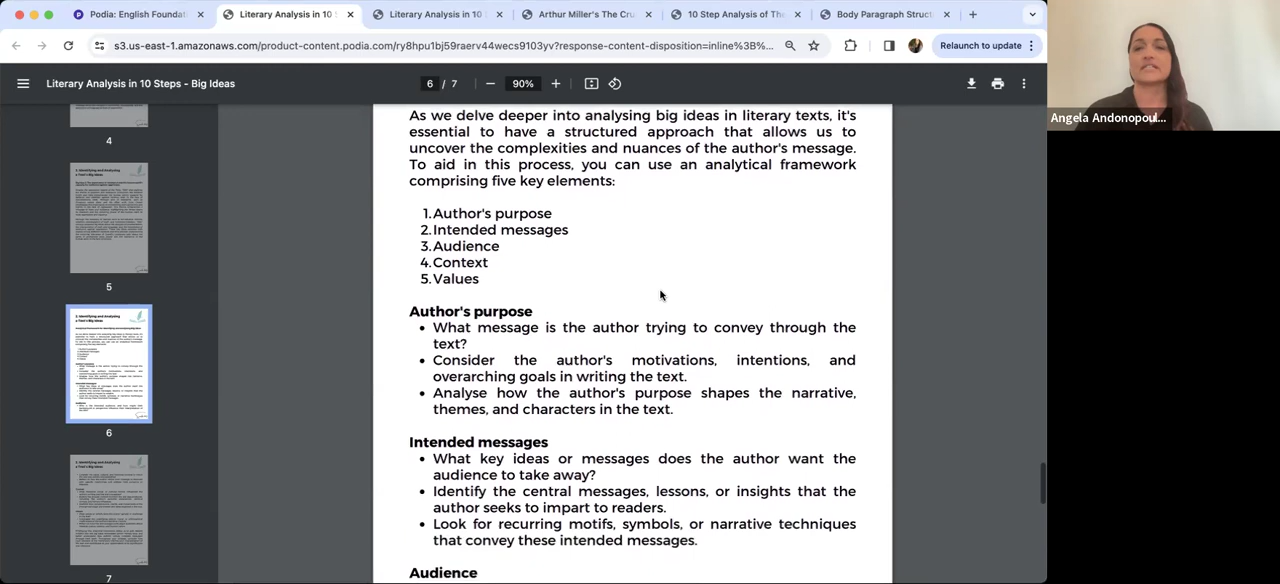 Podia: English Foundat
Literary Analysis in 10 S
Literary Analysis in 10 S
Arthur Miller's The Cru
10 Step Analysis of The
Body Paragraph Struct
s3.us-east-1.amazonaws.com/product-content.podia.com/ry8hpu1bj59raerv44wecs9103yv?response-content-disposition=inline%3B%...
Relaunch to update
Literary Analysis in 10 Steps - Big Ideas
6 / 7
90%
Angela Andonopoul...
4
5
6
7
As we delve deeper into analysing big ideas in literary texts, it's
essential to have a structured approach that allows us to
uncover the complexities and nuances of the author's message.
To aid in this process, you can use an analytical framework
comprising five key elements:
1.Author's purpose
2.Intended messages
3.Audience
4.Context
5.Values
Author's purpose
• What message is the author trying to convey through the
text?
• Consider the author's motivations, intentions, and
overarching goals in writing the text.
• Analyse how the author's purpose shapes the narrative,
themes, and characters in the text.
Intended messages
• What key ideas or messages does the author want the
audience to take away?
• Identify the central messages, lessons, or insights that the
author seeks to impart to readers.
• Look for recurring motifs, symbols, or narrative techniques
that convey these intended messages.
Audience